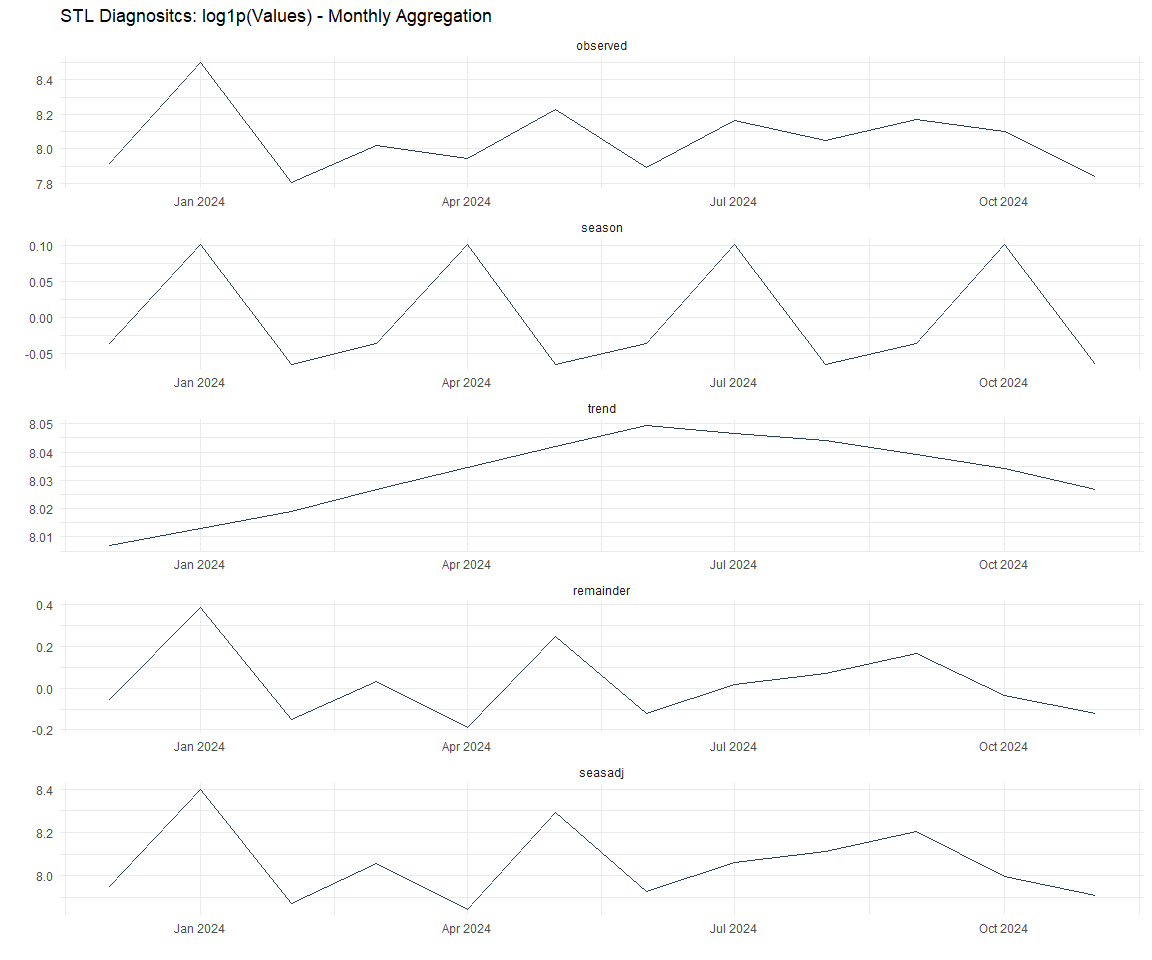 STL Diagnositcs: log1p(Values) - Monthly Aggregation
observed
8.4
8.2
8.0
7.8
Jan 2024 Apr 2024 Jul 2024 Oct 2024
season
0.10
0.05
0.00
-0.05
Jan 2024 Apr 2024 Jul 2024 Oct 2024
trend
8.05
8.04
8.03
8.02
8.01
Jan 2024 Apr 2024 Jul 2024 Oct 2024
remainder
0.4
0.2
0.0
-0.2
Jan 2024 Apr 2024 Jul 2024 Oct 2024
seasadj
8.4
8.2
8.0
Jan 2024 Apr 2024 Jul 2024 Oct 2024